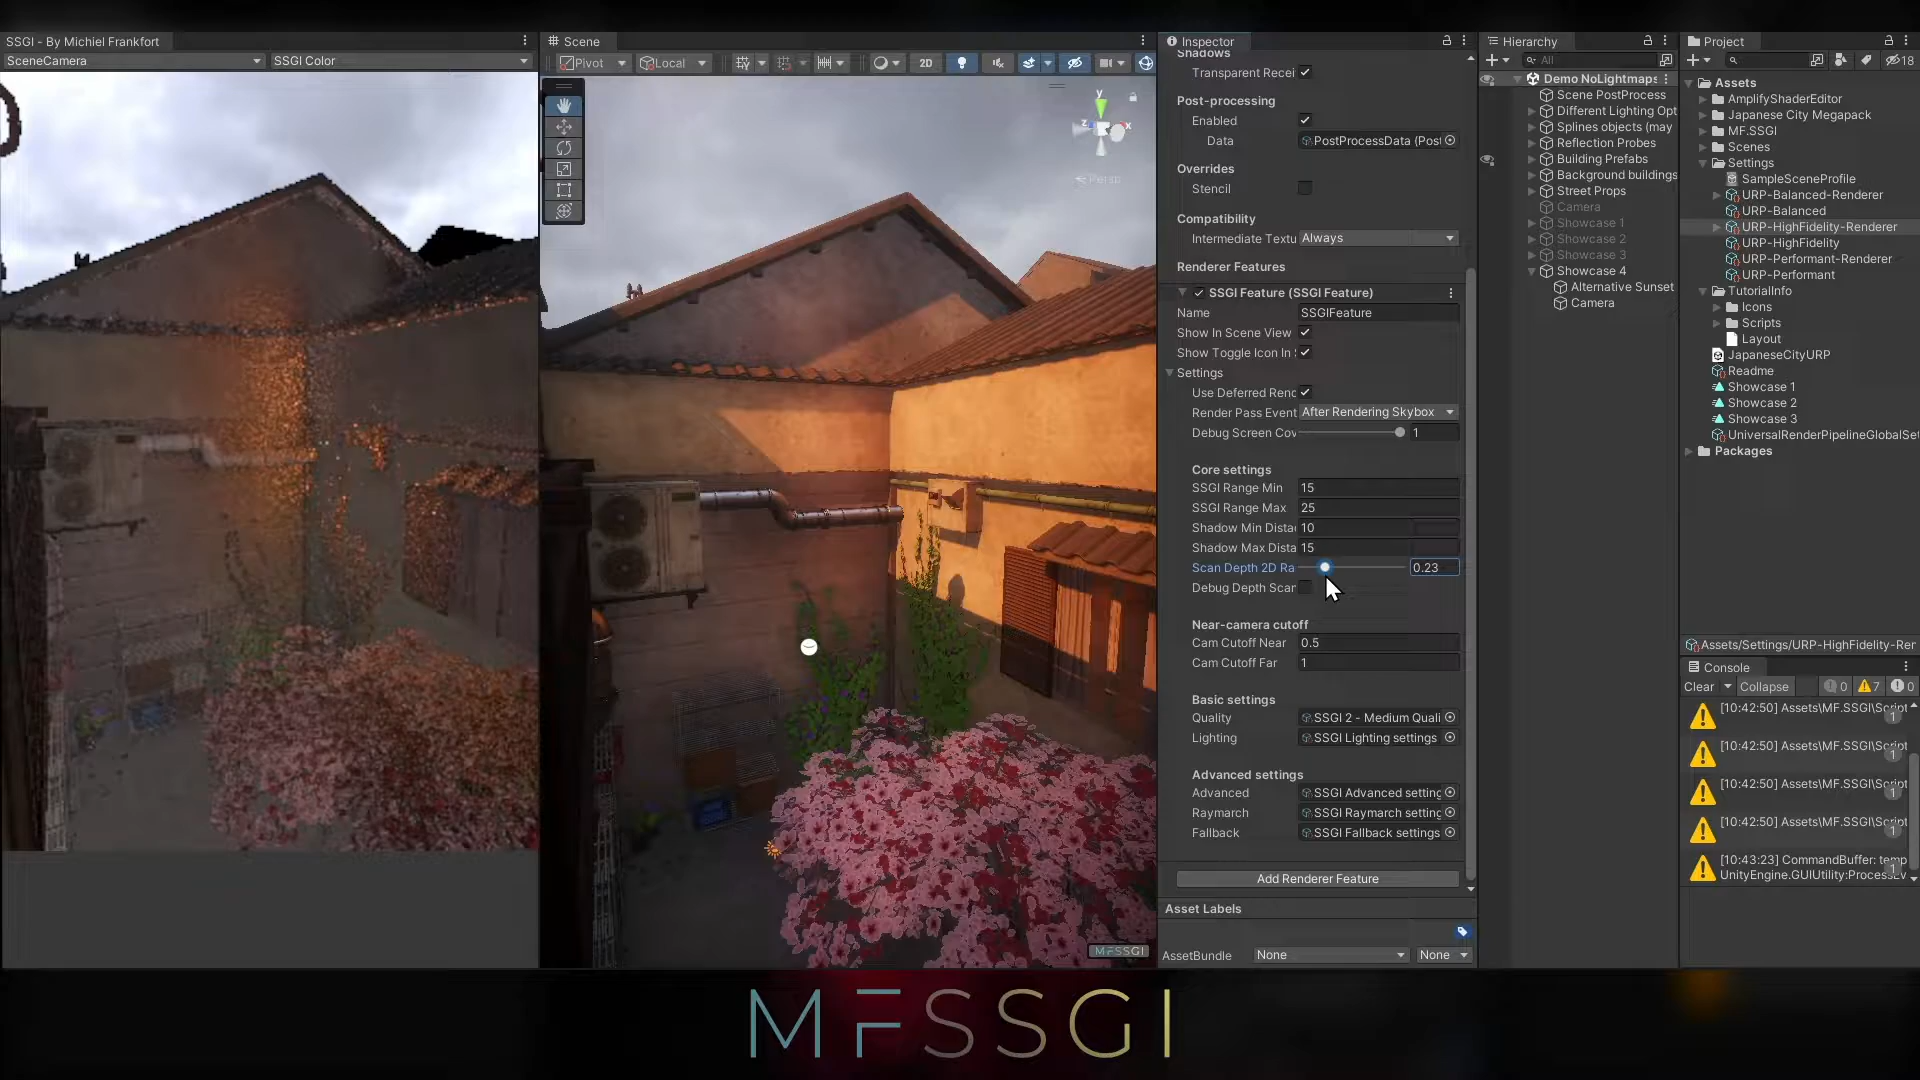 SSGI - By Michiel Frankfort
SceneCamera
SSGI Color
Scene
Pivot
Local
2D
y
z
x
Persp
MFSSGI
Inspector
Shadows
Transparent Recei
Post-processing
Enabled
Data
PostProcessData (Post
Overrides
Stencil
Compatibility
Intermediate Textu
Always
Renderer Features
SSGI Feature (SSGI Feature)
Name
SSGIFeature
Show In Scene View
Show Toggle Icon In S
Settings
Use Deferred Renc
Render Pass Event
After Rendering Skybox
Debug Screen Cov
1
Core settings
SSGI Range Min
15
SSGI Range Max
25
Shadow Min Dista
10
Shadow Max Dista
15
Scan Depth 2D Ra
0.23
Debug Depth Scan
Near-camera cutoff
Cam Cutoff Near
0.5
Cam Cutoff Far
1
Basic settings
Quality
SSGI 2 - Medium Quali
Lighting
SSGI Lighting settings
Advanced settings
Advanced
SSGI Advanced setting
Raymarch
SSGI Raymarch setting
Fallback
SSGI Fallback settings
Add Renderer Feature
Asset Labels
AssetBundle
None
None
Hierarchy
All
Demo NoLightmaps
Scene PostProcess
Different Lighting Opt
Splines objects (may
Reflection Probes
Building Prefabs
Background buildings
Street Props
Camera
Showcase 1
Showcase 2
Showcase 3
Showcase 4
Alternative Sunset
Camera
Project
18
Assets
AmplifyShaderEditor
Japanese City Megapack
MF.SSGI
Scenes
Settings
SampleSceneProfile
URP-Balanced-Renderer
URP-Balanced
URP-HighFidelity-Renderer
URP-HighFidelity
URP-Performant-Renderer
URP-Performant
TutorialInfo
Icons
Scripts
Layout
JapaneseCityURP
Readme
Showcase 1
Showcase 2
Showcase 3
UniversalRenderPipelineGlobalSet
Packages
Assets/Settings/URP-HighFidelity-Rer
Console
Clear
Collapse
0
7
0
[10:42:50] Assets\MF.SSGI\Script
1
[10:42:50] Assets\MF.SSGI\Script
1
[10:42:50] Assets\MF.SSGI\Script
1
[10:42:50] Assets\MF.SSGI\Script
1
[10:43:23] CommandBuffer: temp
UnityEngine.GUIUtility:ProcessEv
1
MFSSGI